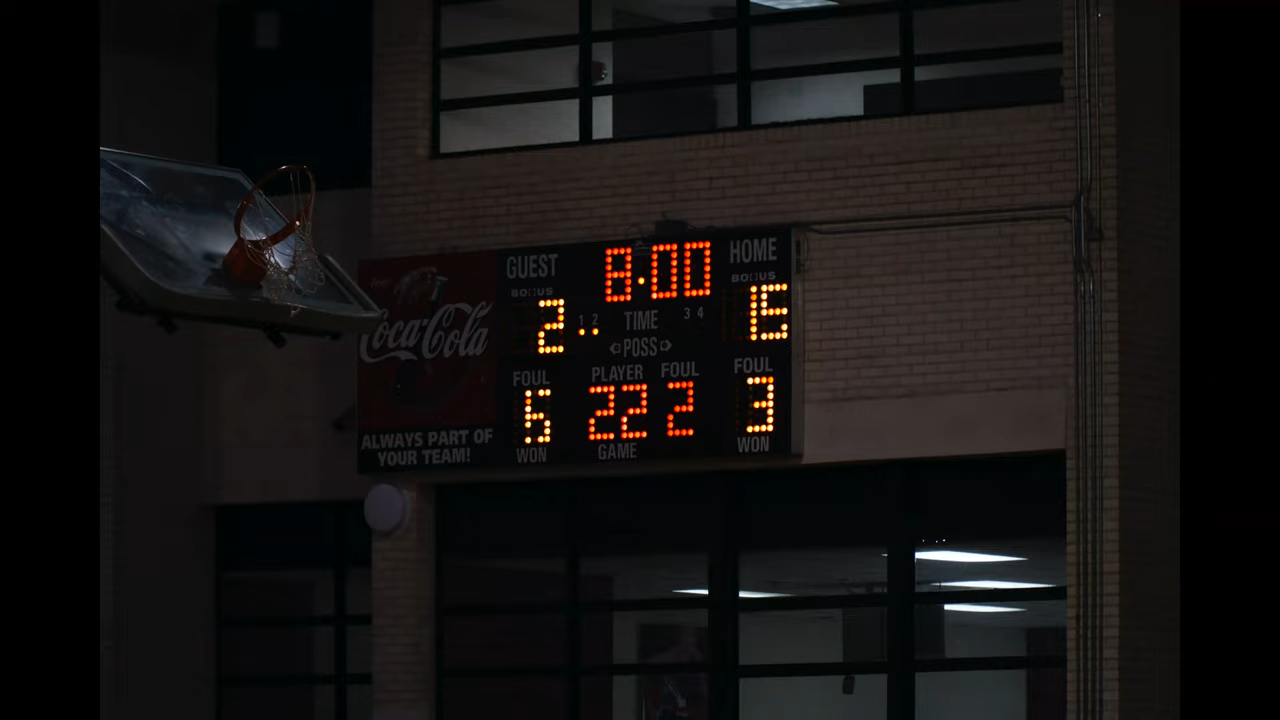 GUEST 8:00 HOME
BONUS BONUS
2 1 2 TIME 3 4 15
POSS
Coca-Cola
FOUL PLAYER FOUL FOUL
6 22 2 3
ALWAYS PART OF
YOUR TEAM!
WON GAME WON